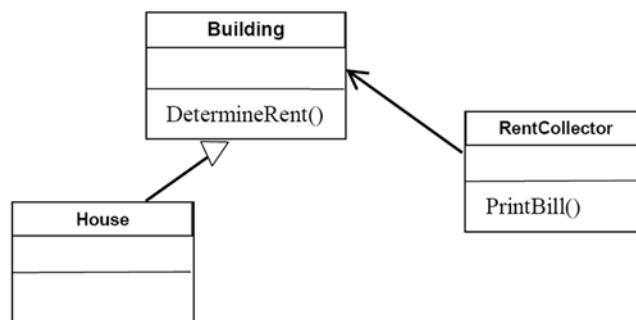 Building
DetermineRent()
RentCollector
PrintBill()
House